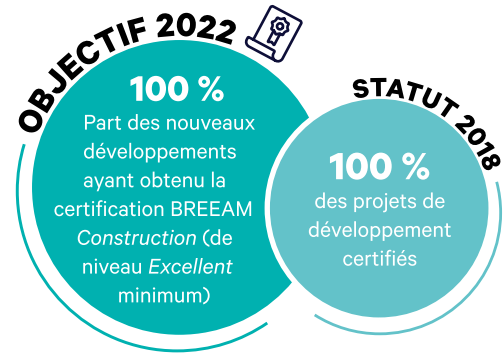 OBJECTIF 2022
100 %
Part des nouveaux
développements
ayant obtenu la
certification BREEAM
Construction (de
niveau Excellent
minimum)
STATUT 2018
100 %
des projets de
développement
certifiés